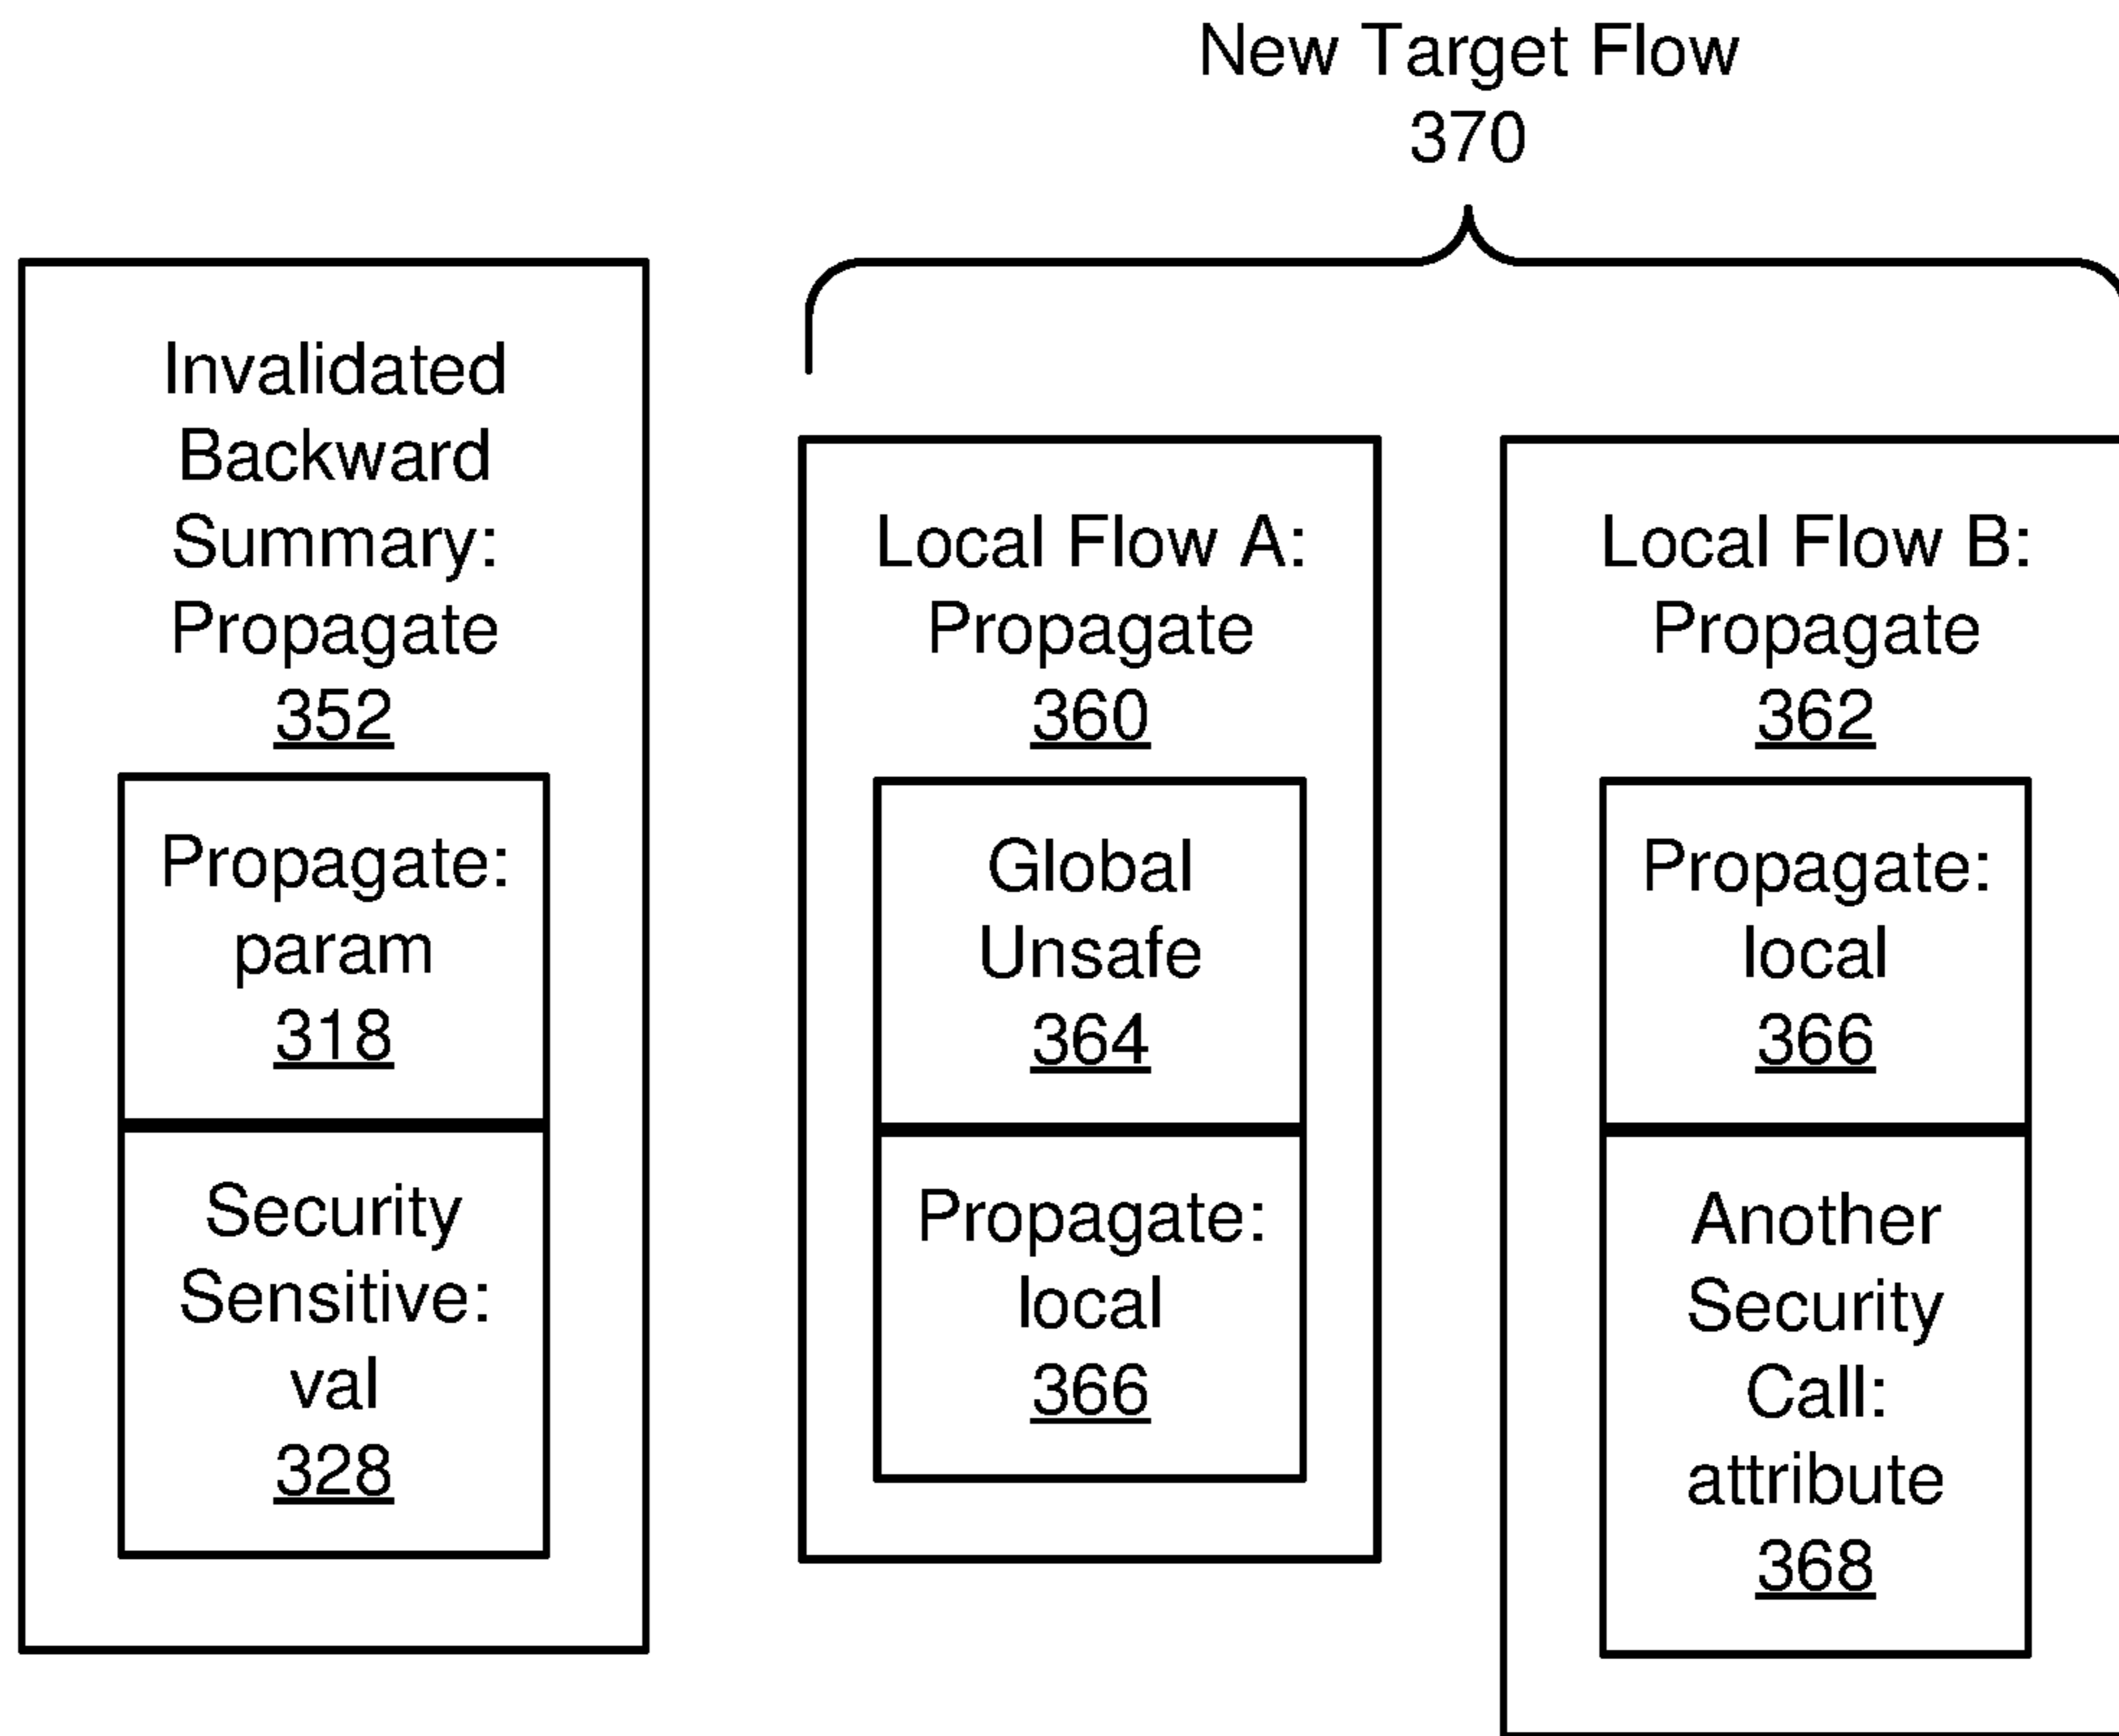 New Target Flow
370
Invalidated
Backward
Summary:
Propagate
352
Propagate:
param
318
Security
Sensitive:
val
328
Local Flow A:
Propagate
360
Global
Unsafe
364
Propagate:
local
366
Local Flow B:
Propagate
362
Propagate:
local
366
Another
Security
Call:
attribute
368